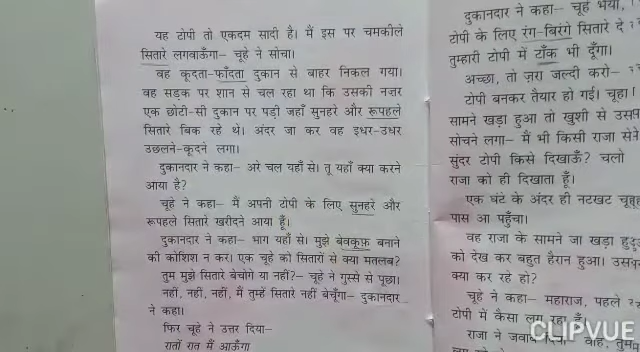 यह टोपी तो एकदम सादी है। मैं इस पर चमकीले
सितारे लगवाऊँगा– चूहे ने सोचा।
वह कूदता-फाँदता दुकान से बाहर निकल गया।
वह सड़क पर शान से चल रहा था कि उसकी नज़र
एक छोटी-सी दुकान पर पड़ी जहाँ सुनहरे और रूपहले
सितारे बिक रहे थे। अंदर जा कर वह इधर-उधर
उछलने-कूदने लगा।
दुकानदार ने कहा– अरे चल यहाँ से। तू यहाँ क्या करने
आया है?
चूहे ने कहा– मैं अपनी टोपी के लिए सुनहरे और
रूपहले सितारे खरीदने आया हूँ।
दुकानदार ने कहा– भाग यहाँ से। मुझे बेवकूफ़ बनाने
की कोशिश न कर। एक चूहे को सितारों से क्या मतलब?
तुम मुझे सितारे बेचोगे या नहीं?– चूहे ने गुस्से से पूछा।
नहीं, नहीं, नहीं, मैं तुम्हें सितारे नहीं बेचूँगा– दुकानदार
ने कहा।
फिर चूहे ने उत्तर दिया–
रातों रात मैं आऊँगा
दुकानदार ने कहा– चूहे भैया,
टोपी के लिए रंग-बिरंगे सितारे दे
तुम्हारी टोपी में टाँक भी दूँगा।
अच्छा, तो ज़रा जल्दी करो–
टोपी बनकर तैयार हो गई। चूहा
सामने खड़ा हुआ तो खुशी से
सोचने लगा– मैं भी किसी राजा से
सुंदर टोपी किसे दिखाऊँ? चलो
राजा को ही दिखाता हूँ।
एक घंटे के अंदर ही नटखट
पास आ पहुँचा।
वह राजा के सामने जा खड़ा
को देख कर बहुत हैरान हुआ।
क्या कर रहे हो?
चूहे ने कहा– महाराज, पहले
टोपी में कैसा लग रहा हूँ।
राजा ने जवाब दिया– वाह,
CLIPVUE